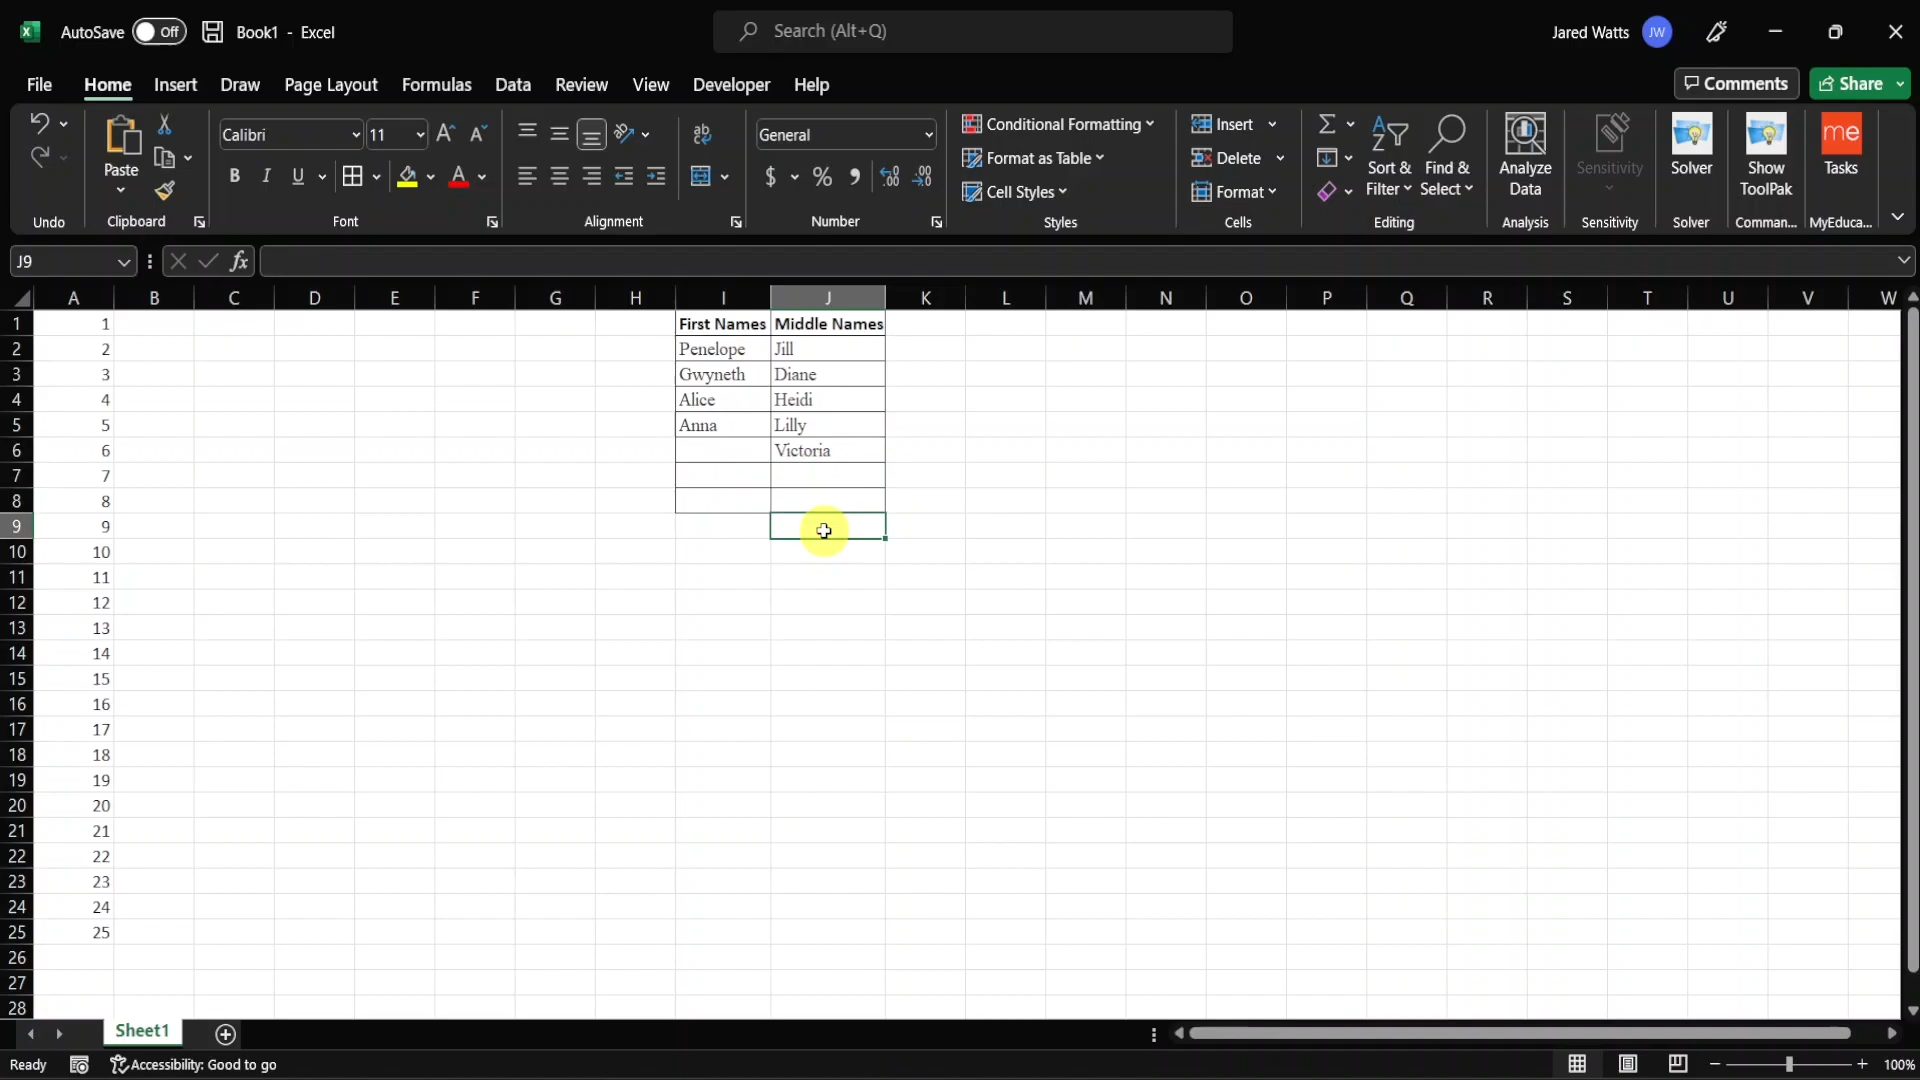 AutoSave Off Book1 - Excel Search (Alt+Q) Jared Watts JW
File Home Insert Draw Page Layout Formulas Data Review View Developer Help Comments Share
Paste
Calibri 11
B I U A
ab
General
$ % 9
Conditional Formatting
Format as Table
Cell Styles
Insert
Delete
Format
Sort & Filter
Find & Select
Analyze Data
Sensitivity
Solver
Show ToolPak
me
Tasks
Undo Clipboard Font Alignment Number Styles Cells Editing Analysis Sensitivity Solver Comman... MyEduca...
J9 fx
A B C D E F G H I J K L M N O P Q R S T U V W
1 1 First Names Middle Names
2 2 Penelope Jill
3 3 Gwyneth Diane
4 4 Alice Heidi
5 5 Anna Lilly
6 6 Victoria
7 7
8 8
9 9
10 10
11 11
12 12
13 13
14 14
15 15
16 16
17 17
18 18
19 19
20 20
21 21
22 22
23 23
24 24
25 25
26
27
28
Sheet1
Ready Accessibility: Good to go 100%